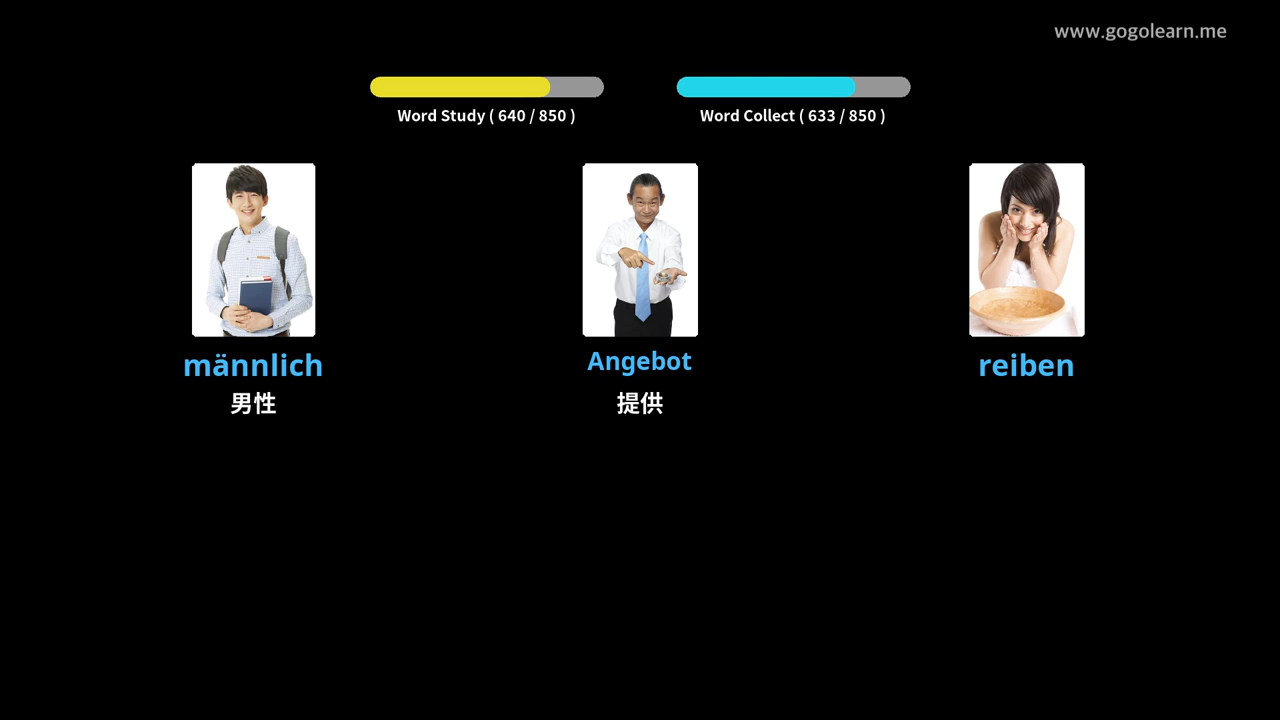 www.gogolearn.me
Word Study ( 640 / 850 )
Word Collect ( 633 / 850 )
männlich
Angebot
reiben
男性
提供